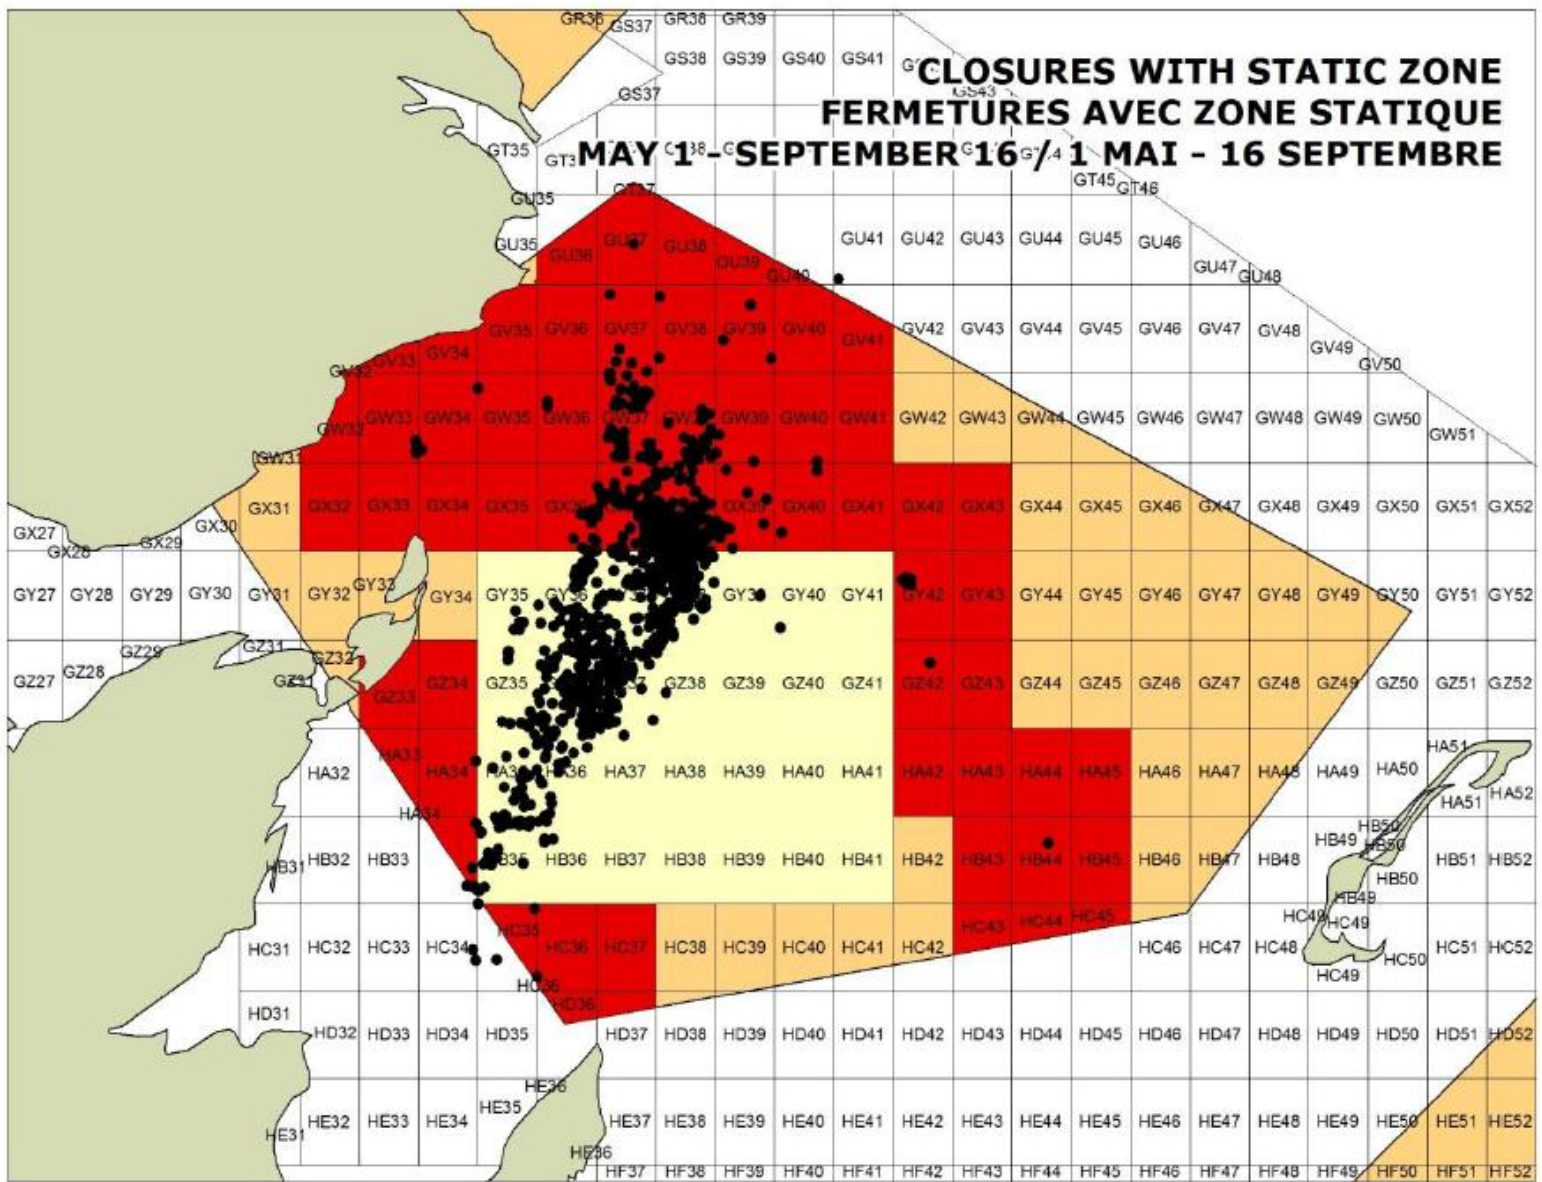 GR36 GS37 GR38 GR39
GS38 GS39 GS40 GS41
CLOSURES WITH STATIC ZONE
GS37 GS43
FERMETURES AVEC ZONE STATIQUE
GT35
MAY 1 - SEPTEMBER 16 / 1 MAI - 16 SEPTEMBRE
GT45 GT46
GU35 GT37
GU35 GU36 GU37 GU38 GU39 GU40 GU41 GU42 GU43 GU44 GU45 GU46 GU47 GU48
GV32 GV33 GV34 GV35 GV36 GV37 GV38 GV39 GV40 GV41 GV42 GV43 GV44 GV45 GV46 GV47 GV48 GV49 GV50
GW31 GW32 GW33 GW34 GW35 GW36 GW37 GW39 GW40 GW41 GW42 GW43 GW44 GW45 GW46 GW47 GW48 GW49 GW50 GW51
GX27 GX28 GX29 GX30 GX31 GX32 GX33 GX34 GX35 GX39 GX40 GX41 GX42 GX43 GX44 GX45 GX46 GX47 GX48 GX49 GX50 GX51 GX52
GY27 GY28 GY29 GY30 GY31 GY32 GY33 GY34 GY35 GY36 GY39 GY40 GY41 GY42 GY43 GY44 GY45 GY46 GY47 GY48 GY49 GY50 GY51 GY52
GZ27 GZ28 GZ29 GZ31 GZ31 GZ32 GZ33 GZ34 GZ35 GZ38 GZ39 GZ40 GZ41 GZ42 GZ43 GZ44 GZ45 GZ46 GZ47 GZ48 GZ49 GZ50 GZ51 GZ52
HA32 HA33 HA34 HA36 HA37 HA38 HA39 HA40 HA41 HA42 HA43 HA44 HA45 HA46 HA47 HA48 HA49 HA50 HA51 HA52
HA34 HA51
HB31 HB32 HB33 HB35 HB36 HB37 HB38 HB39 HB40 HB41 HB42 HB43 HB44 HB45 HB46 HB47 HB48 HB49 HB50 HB50 HB51 HB52
HB49 HB50
HC31 HC32 HC33 HC34 HC35 HC36 HC37 HC38 HC39 HC40 HC41 HC42 HC43 HC44 HC45 HC46 HC47 HC48 HC49 HC49 HC50 HC51 HC52
HC36 HC49
HD31 HD32 HD33 HD34 HD35 HD36 HD37 HD38 HD39 HD40 HD41 HD42 HD43 HD44 HD45 HD46 HD47 HD48 HD49 HD50 HD51 HD52
HE31 HE32 HE33 HE34 HE35 HE36 HE37 HE38 HE39 HE40 HE41 HE42 HE43 HE44 HE45 HE46 HE47 HE48 HE49 HE50 HE51 HE52
HE36
HF37 HF38 HF39 HF40 HF41 HF42 HF43 HF44 HF45 HF46 HF47 HF48 HF49 HF50 HF51 HF52